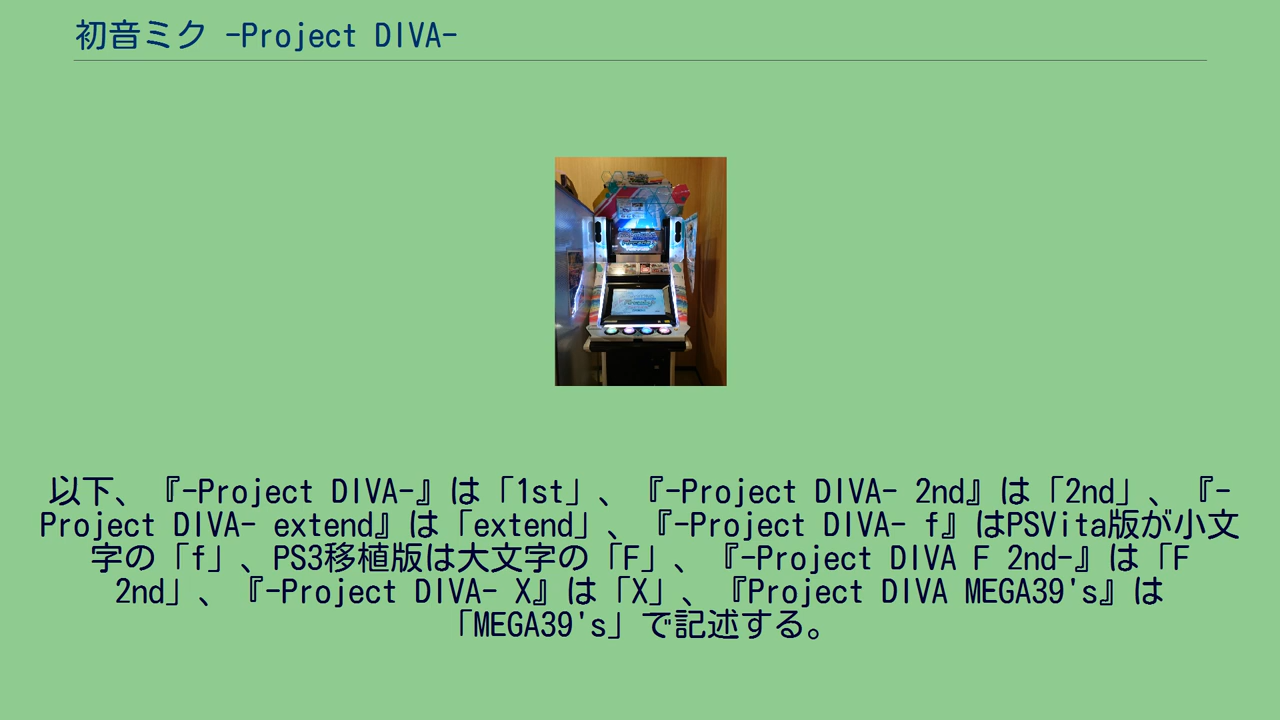 初音ミク -Project DIVA-
以下、『-Project DIVA-』は「1st」、『-Project DIVA- 2nd』は「2nd」、『-
Project DIVA- extend』は「extend」、『-Project DIVA- f』はPSVita版が小文
字の「f」、PS3移植版は大文字の「F」、『-Project DIVA F 2nd-』は「F
2nd」、『-Project DIVA- X』は「X」、『Project DIVA MEGA39's』は
「MEGA39's」で記述する。